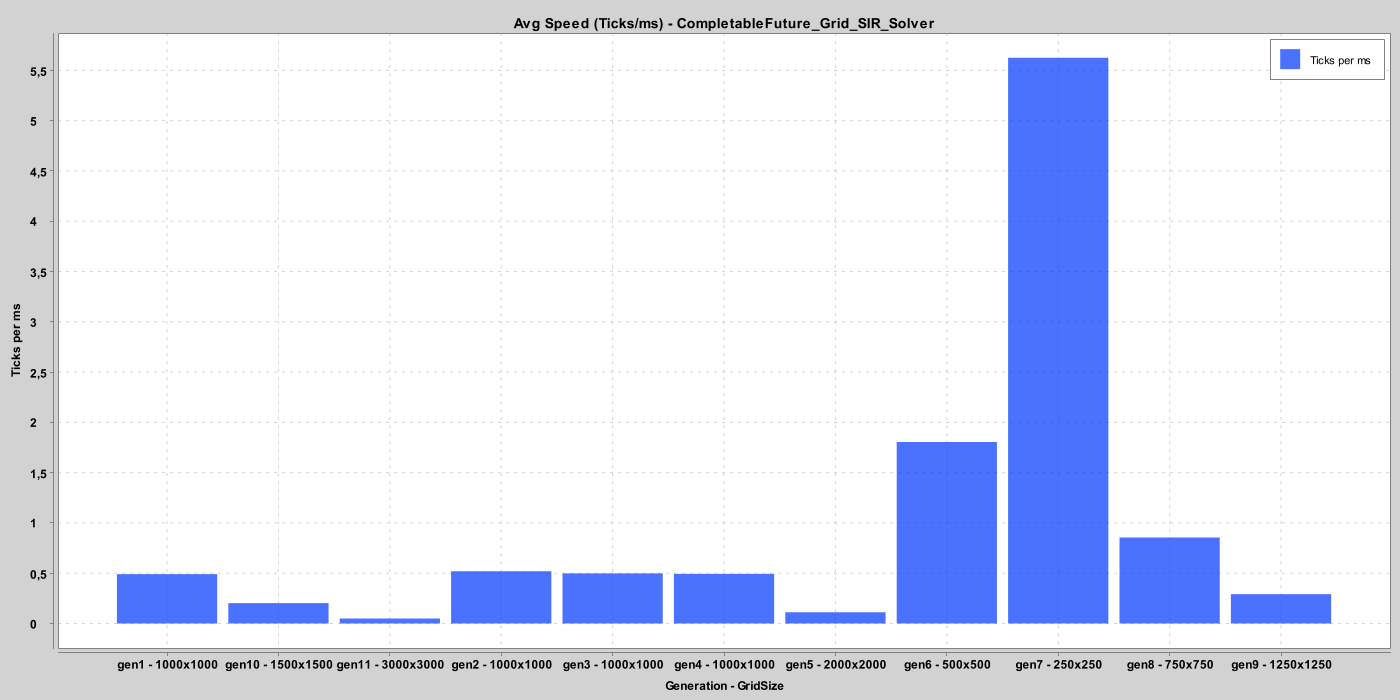 Avg Speed (Ticks/ms) - CompletableFuture_Grid_SIR_Solver
Ticks per ms
5,5
5
4,5
4
3,5
3
2,5
2
1,5
1
0,5
0
Ticks per ms
gen1 - 1000x1000 gen10 - 1500x1500 gen11 - 3000x3000 gen2 - 1000x1000 gen3 - 1000x1000 gen4 - 1000x1000 gen5 - 2000x2000 gen6 - 500x500 gen7 - 250x250 gen8 - 750x750 gen9 - 1250x1250
Generation - GridSize